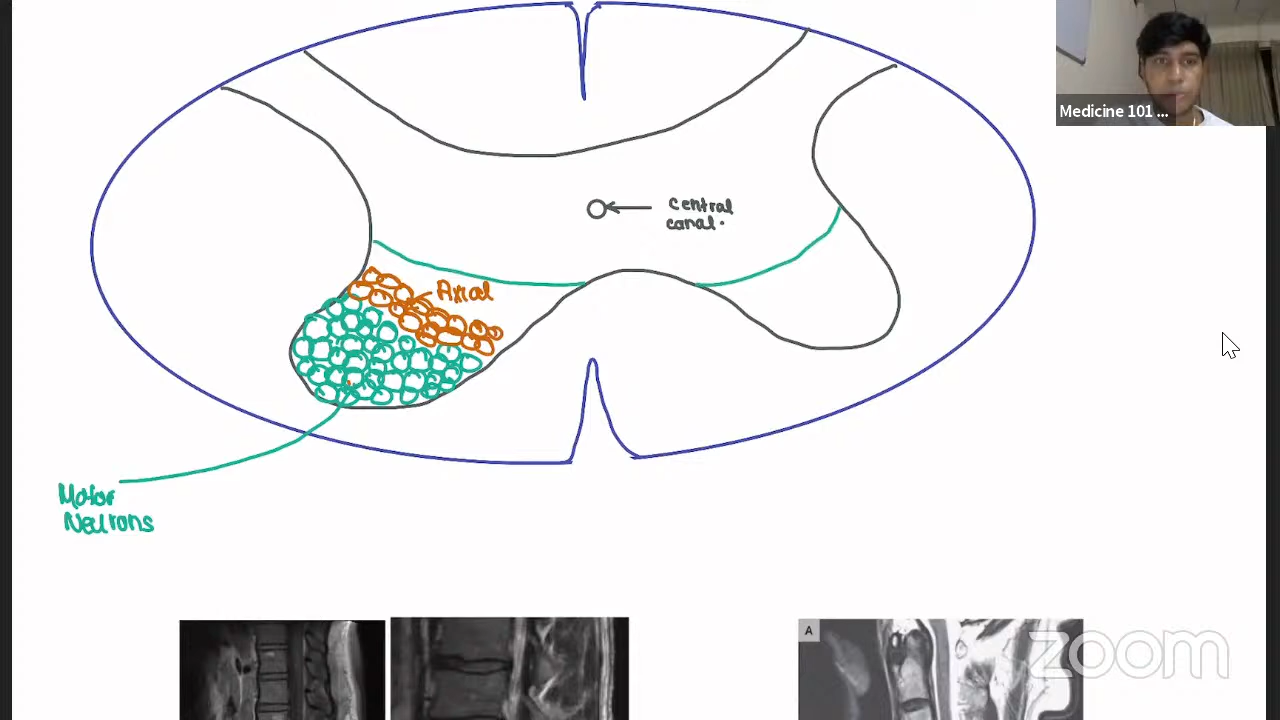 Medicine 101 ...
central
canal.
Axial
Motor
Neurons
A
zoom